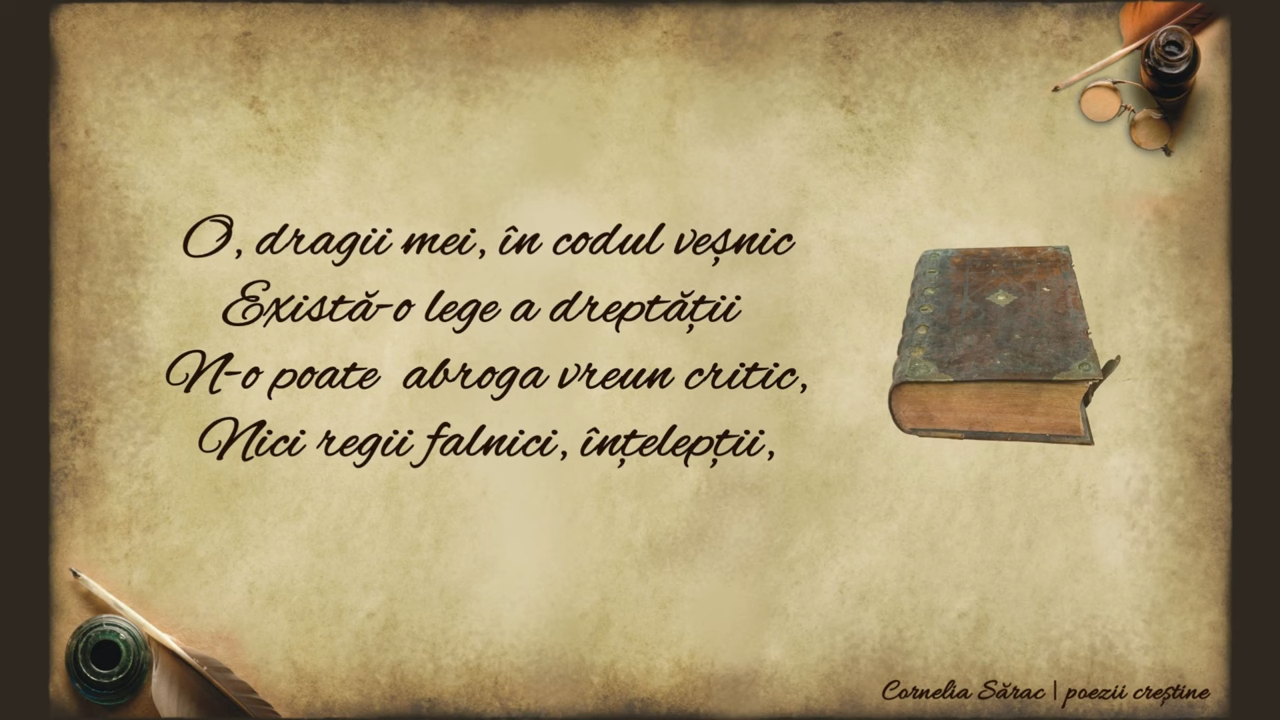 O, dragii mei, în codul veșnic
Există-o lege a dreptății
N-o poate abroga vreun critic,
Nici regii falnici, înțelepții,
Cornelia Sărac | poezii creștine